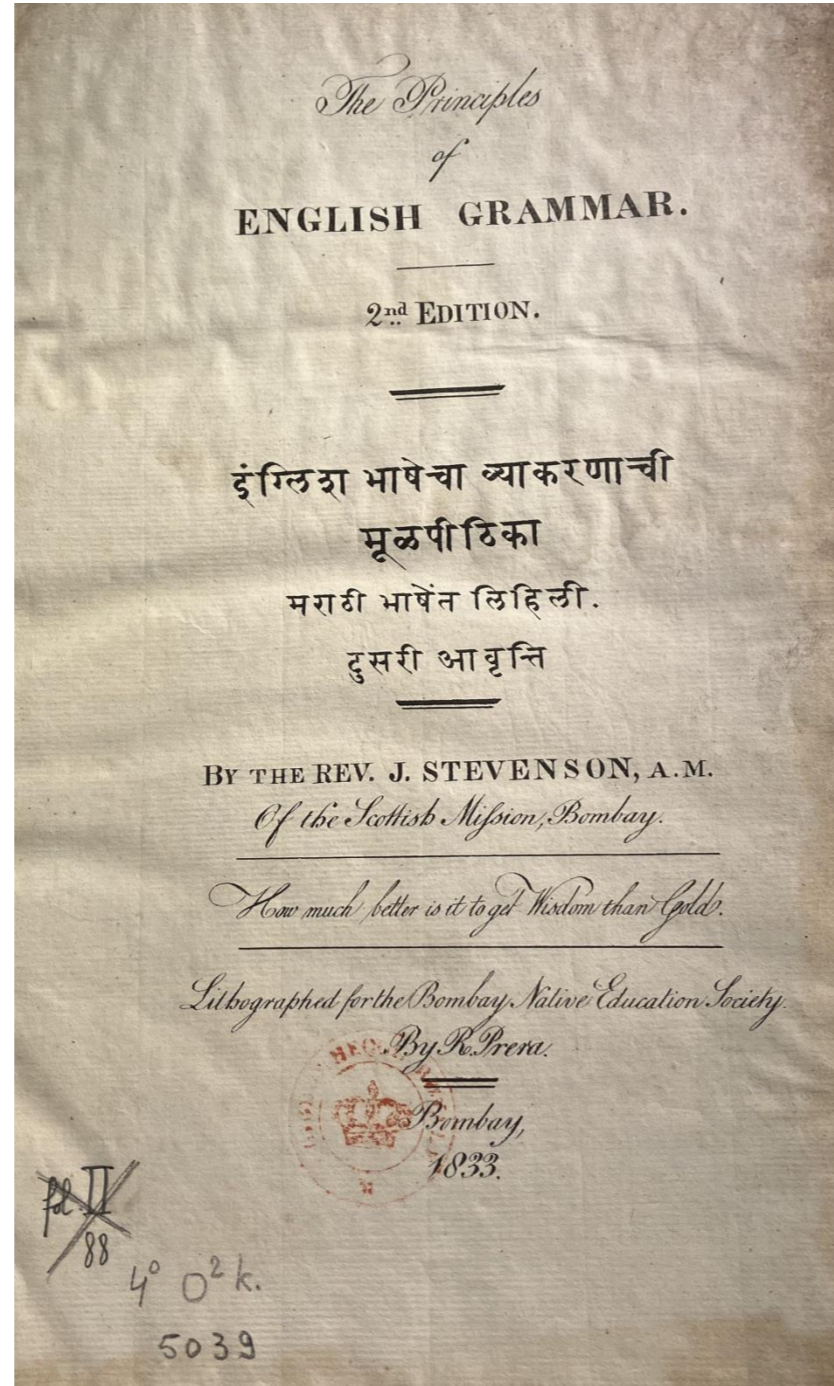 The Principles
of
ENGLISH GRAMMAR.
2nd EDITION.
इंग्लिश भाषेचा व्याकरणाची
मूळपीठिका
मराठी भाषेंत लिहिली.
दुसरी आवृत्ति
BY THE REV. J. STEVENSON, A.M.
Of the Scottish Miſsion, Bombay.
How much better is it to get Wisdom than Gold.
Lithographed for the Bombay Native Education Society.
By R. Prera.
Bombay,
1833.
fol. II
88
4° O² k.
5039